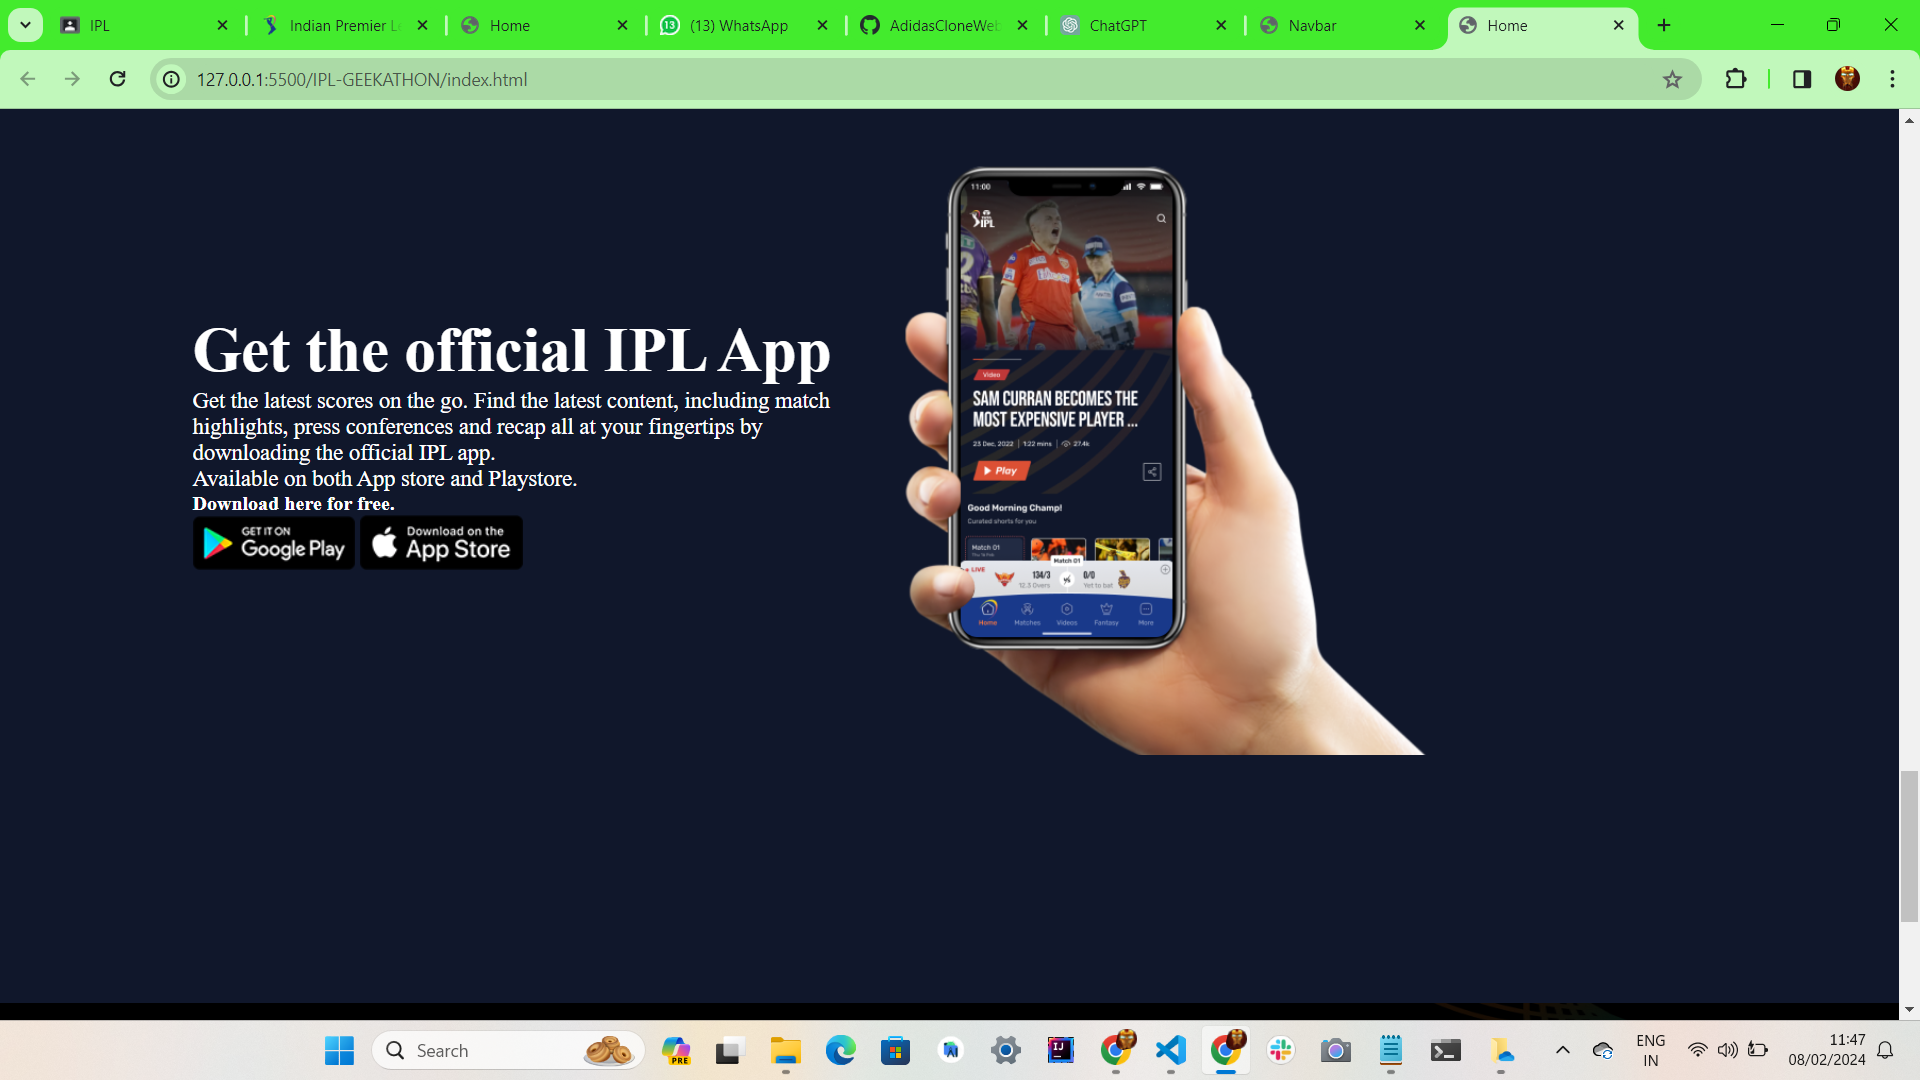 IPL
Indian Premier Le
Home
(13) WhatsApp
AdidasCloneWeb
ChatGPT
Navbar
Home
127.0.0.1:5500/IPL-GEEKATHON/index.html
11:00
IPL
Get the official IPL App
Get the latest scores on the go. Find the latest content, including match
highlights, press conferences and recap all at your fingertips by
downloading the official IPL app.
Available on both App store and Playstore.
Download here for free.
GET IT ON
Google Play
Download on the
App Store
Video
SAM CURRAN BECOMES THE
MOST EXPENSIVE PLAYER ...
23 Dec, 2022 | 1:22 mins | 27.4k
Play
Good Morning Champ!
Curated shorts for you
Match 01
Match 01
LIVE
134/3
12.3 Overs
vs
0/0
Yet to bat
Home Matches Videos Fantasy More
Search
PRE
ENG
IN
11:47
08/02/2024